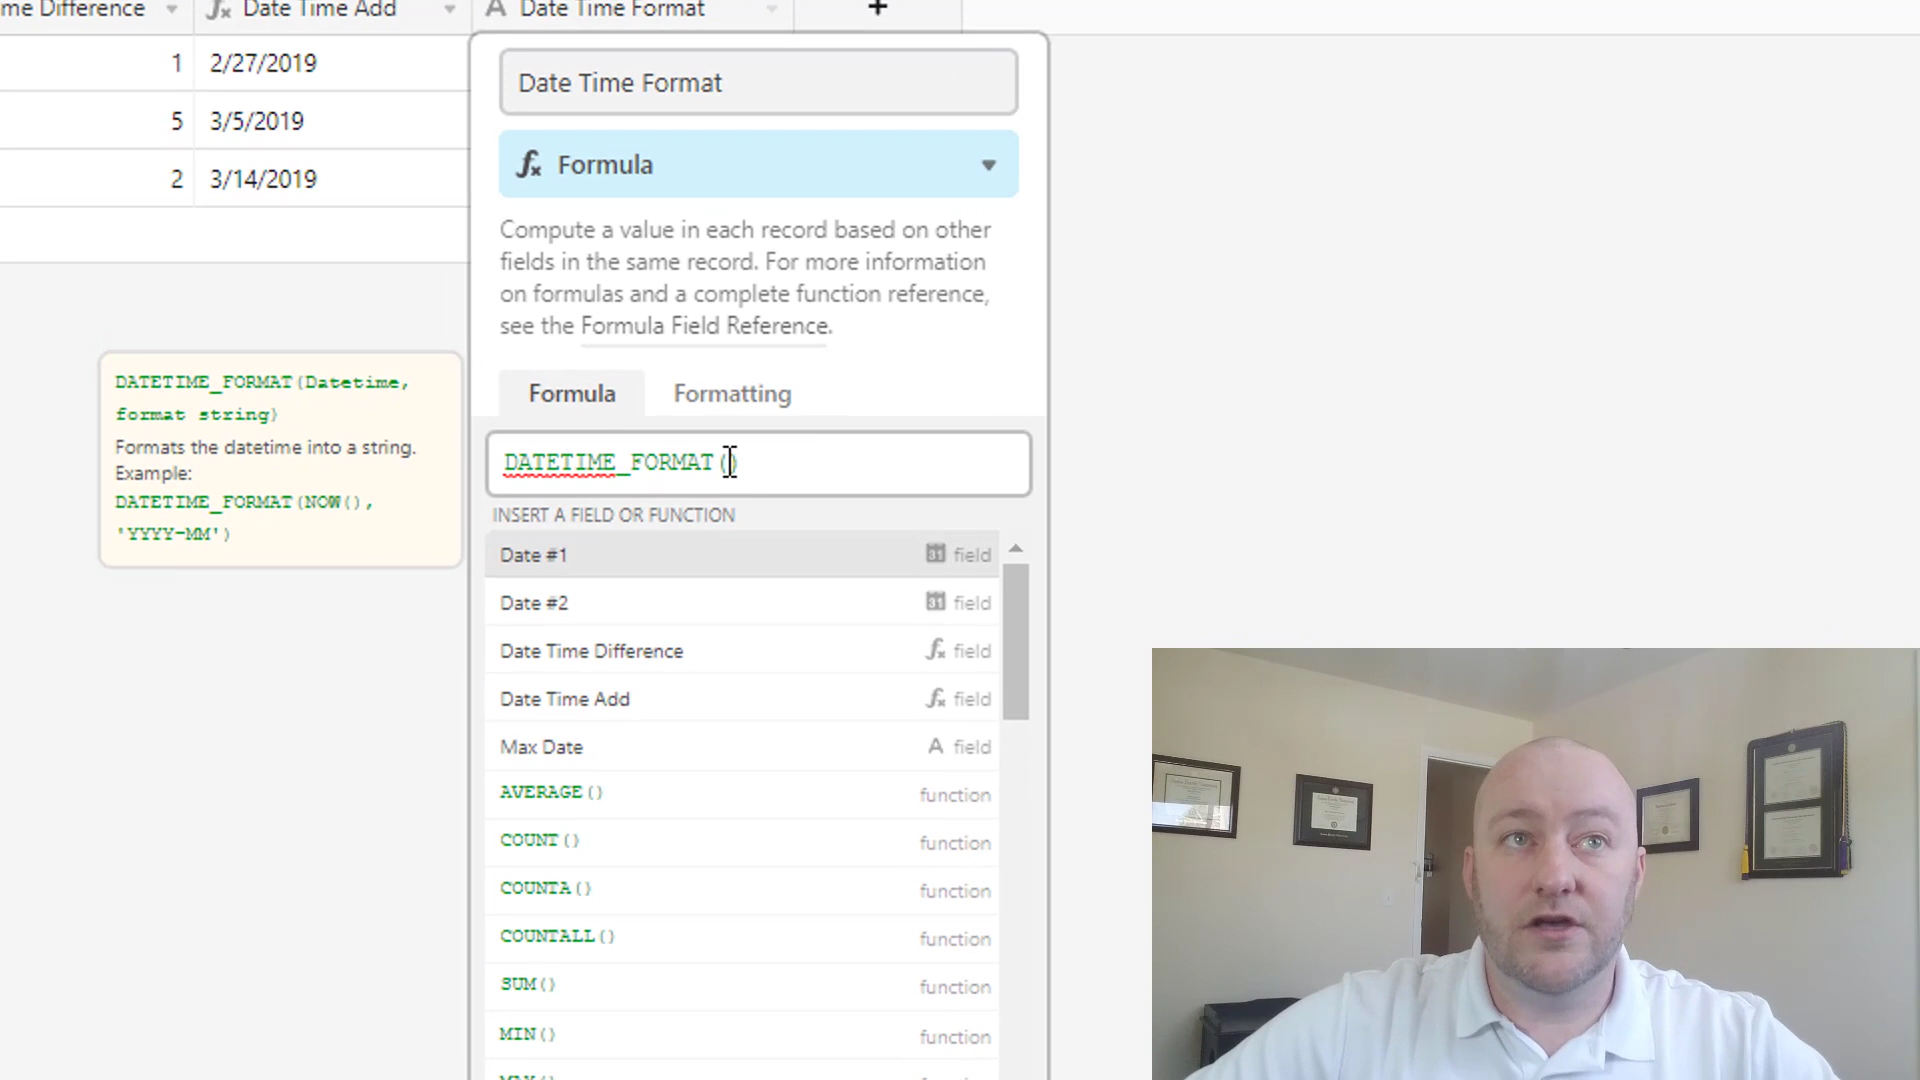 me Difference
Date Time Add
A Date Time Format
+
1 2/27/2019
5 3/5/2019
2 3/14/2019
Date Time Format
fx Formula
Compute a value in each record based on other
fields in the same record. For more information
on formulas and a complete function reference,
see the Formula Field Reference.
DATETIME_FORMAT(Datetime,
format string)
Formats the datetime into a string.
Example:
DATETIME_FORMAT(NOW(),
'YYYY-MM')
Formula Formatting
DATETIME_FORMAT()
INSERT A FIELD OR FUNCTION
Date #1 31 field
Date #2 31 field
Date Time Difference fx field
Date Time Add fx field
Max Date A field
AVERAGE() function
COUNT() function
COUNTA() function
COUNTALL() function
SUM() function
MIN() function